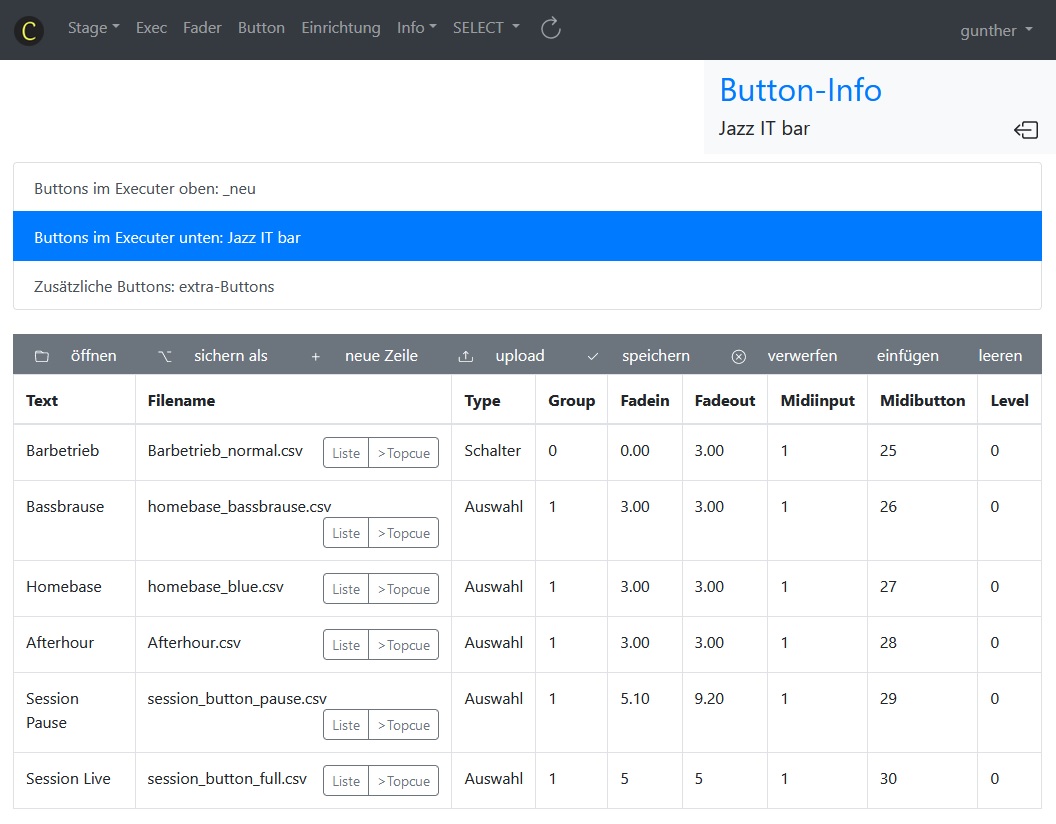 C Stage Exec Fader Button Einrichtung Info SELECT gunther
Button-Info
Jazz IT bar
Buttons im Executer oben: _neu
Buttons im Executer unten: Jazz IT bar
Zusätzliche Buttons: extra-Buttons
öffnen sichern als + neue Zeile upload speichern verwerfen einfügen leeren
Text Filename Type Group Fadein Fadeout Midiinput Midibutton Level
Barbetrieb Barbetrieb_normal.csv Liste >Topcue Schalter 0 0.00 3.00 1 25 0
Bassbrause homebase_bassbrause.csv Auswahl 1 3.00 3.00 1 26 0
Liste >Topcue
Homebase homebase_blue.csv Liste >Topcue Auswahl 1 3.00 3.00 1 27 0
Afterhour Afterhour.csv Liste >Topcue Auswahl 1 3.00 3.00 1 28 0
Session session_button_pause.csv Auswahl 1 5.10 9.20 1 29 0
Pause Liste >Topcue
Session Live session_button_full.csv Liste >Topcue Auswahl 1 5 5 1 30 0